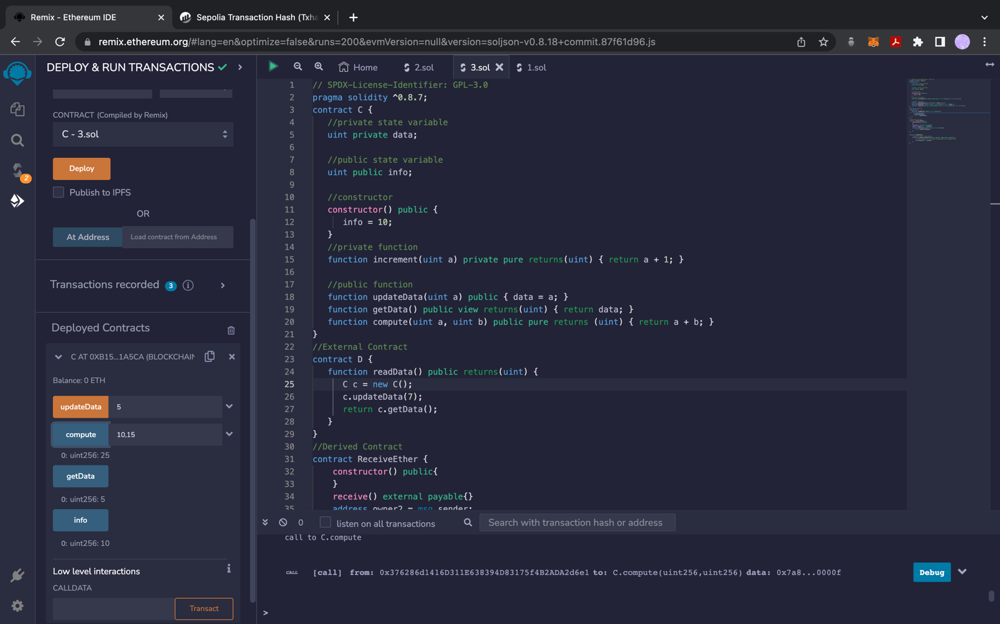 Remix - Ethereum IDE
Sepolia Transaction Hash (Txha
remix.ethereum.org/#lang=en&optimize=false&runs=200&evmVersion=null&version=soljson-v0.8.18+commit.87f61d96.js
DEPLOY & RUN TRANSACTIONS
CONTRACT (Compiled by Remix)
C - 3.sol
Deploy
Publish to IPFS
OR
At Address
Load contract from Address
Transactions recorded 3 i
Deployed Contracts
C AT 0XB15...1A5CA (BLOCKCHAIN
Balance: 0 ETH
updateData 5
compute 10,15
0: uint256: 25
getData
0: uint256: 5
info
0: uint256: 10
Low level interactions i
CALLDATA
Transact
2
Home
2.sol
3.sol
1.sol
1 // SPDX-License-Identifier: GPL-3.0
2 pragma solidity ^0.8.7;
3 contract C {
4 //private state variable
5 uint private data;
6
7 //public state variable
8 uint public info;
9
10 //constructor
11 constructor() public {
12 info = 10;
13 }
14 //private function
15 function increment(uint a) private pure returns(uint) { return a + 1; }
16
17 //public function
18 function updateData(uint a) public { data = a; }
19 function getData() public view returns(uint) { return data; }
20 function compute(uint a, uint b) public pure returns (uint) { return a + b; }
21 }
22 //External Contract
23 contract D {
24 function readData() public returns(uint) {
25 C c = new C();
26 c.updateData(7);
27 return c.getData();
28 }
29 }
30 //Derived Contract
31 contract ReceiveEther {
32 constructor() public{
33 }
34 receive() external payable{}
35 address owner2 = msg.sender;
0
listen on all transactions
Search with transaction hash or address
call to C.compute
CALL [call] from: 0x376286d1416D311E638394D83175f4B2ADA2d6e1 to: C.compute(uint256,uint256) data: 0x7a8...0000f
Debug
>